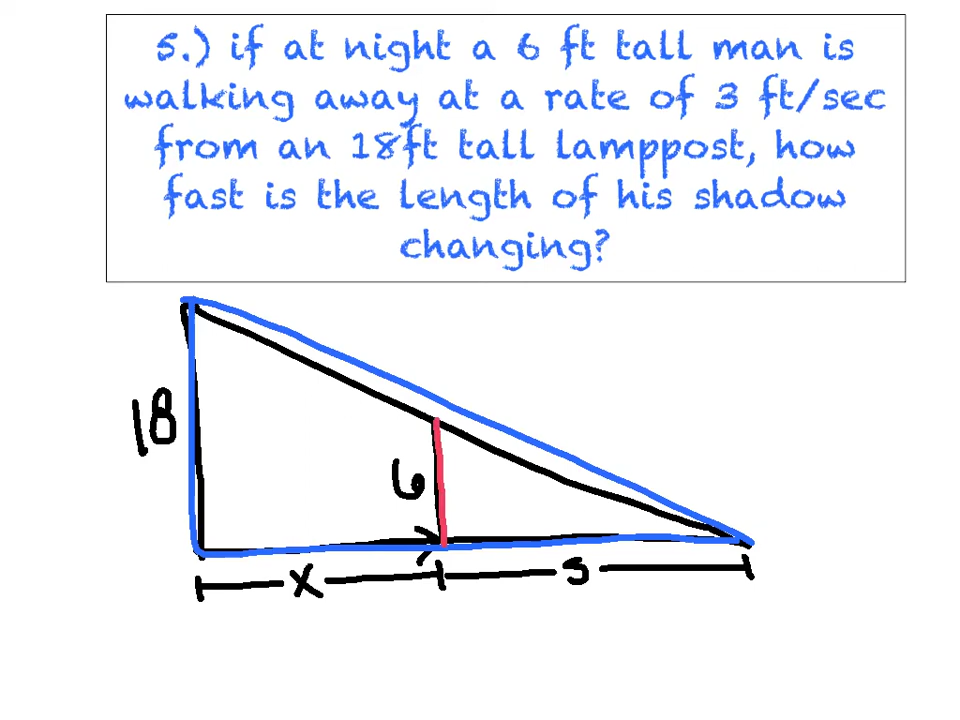 5.) if at night a 6 ft tall man is
walking away at a rate of 3 ft/sec
from an 18ft tall lamppost, how
fast is the length of his shadow
changing?
18
6
x
s